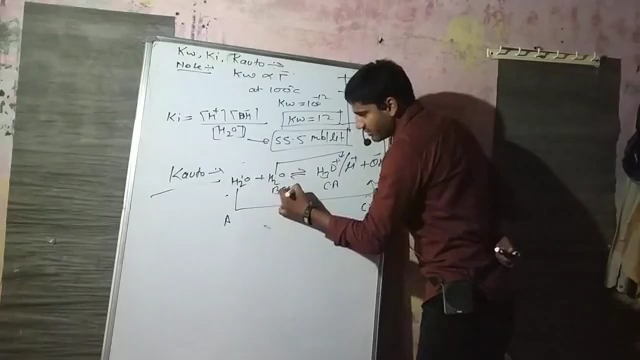 Kw, Ki, Kauto →
Note :→
Kw ∝ T
at 100°C
Kw = 10⁻¹²
Ki = [H⁺] [OH⁻] / [H₂O]
Kw = 12
55.5 mol/lit
Kauto → H₂O + H₂O ⇌ H₃O⁺/H⁺ + OH
B CA
A C